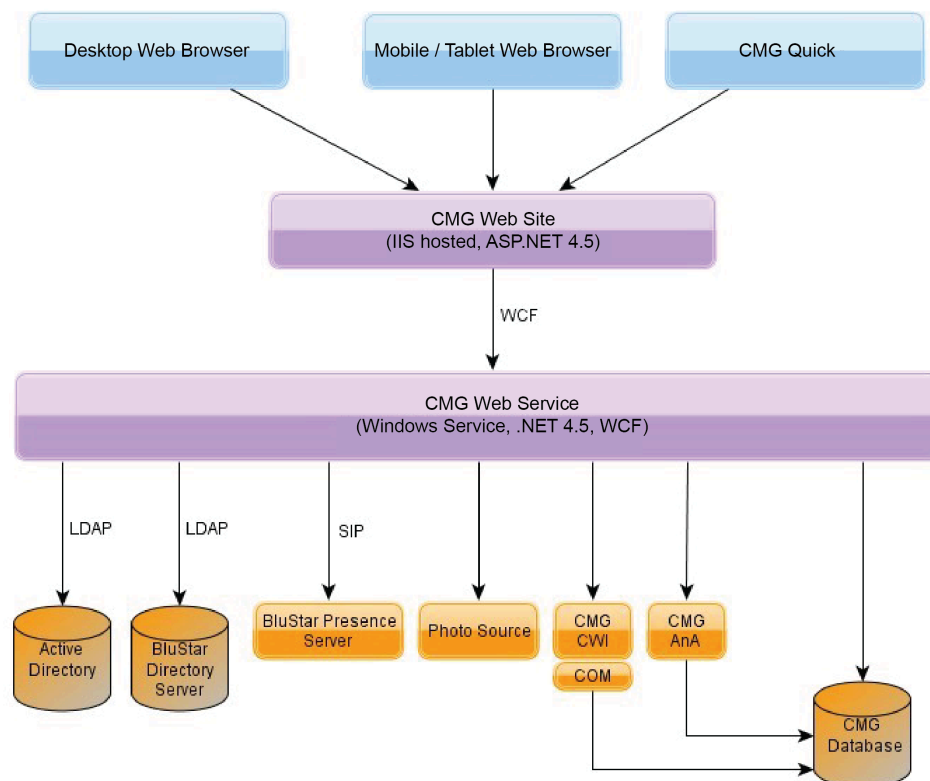 Desktop Web Browser
Mobile / Tablet Web Browser
CMG Quick
CMG Web Site
(IIS hosted, ASP.NET 4.5)
WCF
CMG Web Service
(Windows Service, .NET 4.5, WCF)
LDAP
LDAP
SIP
Active
Directory
BluStar
Directory
Server
BluStar Presence
Server
Photo Source
CMG
CWI
COM
CMG
AnA
CMG
Database